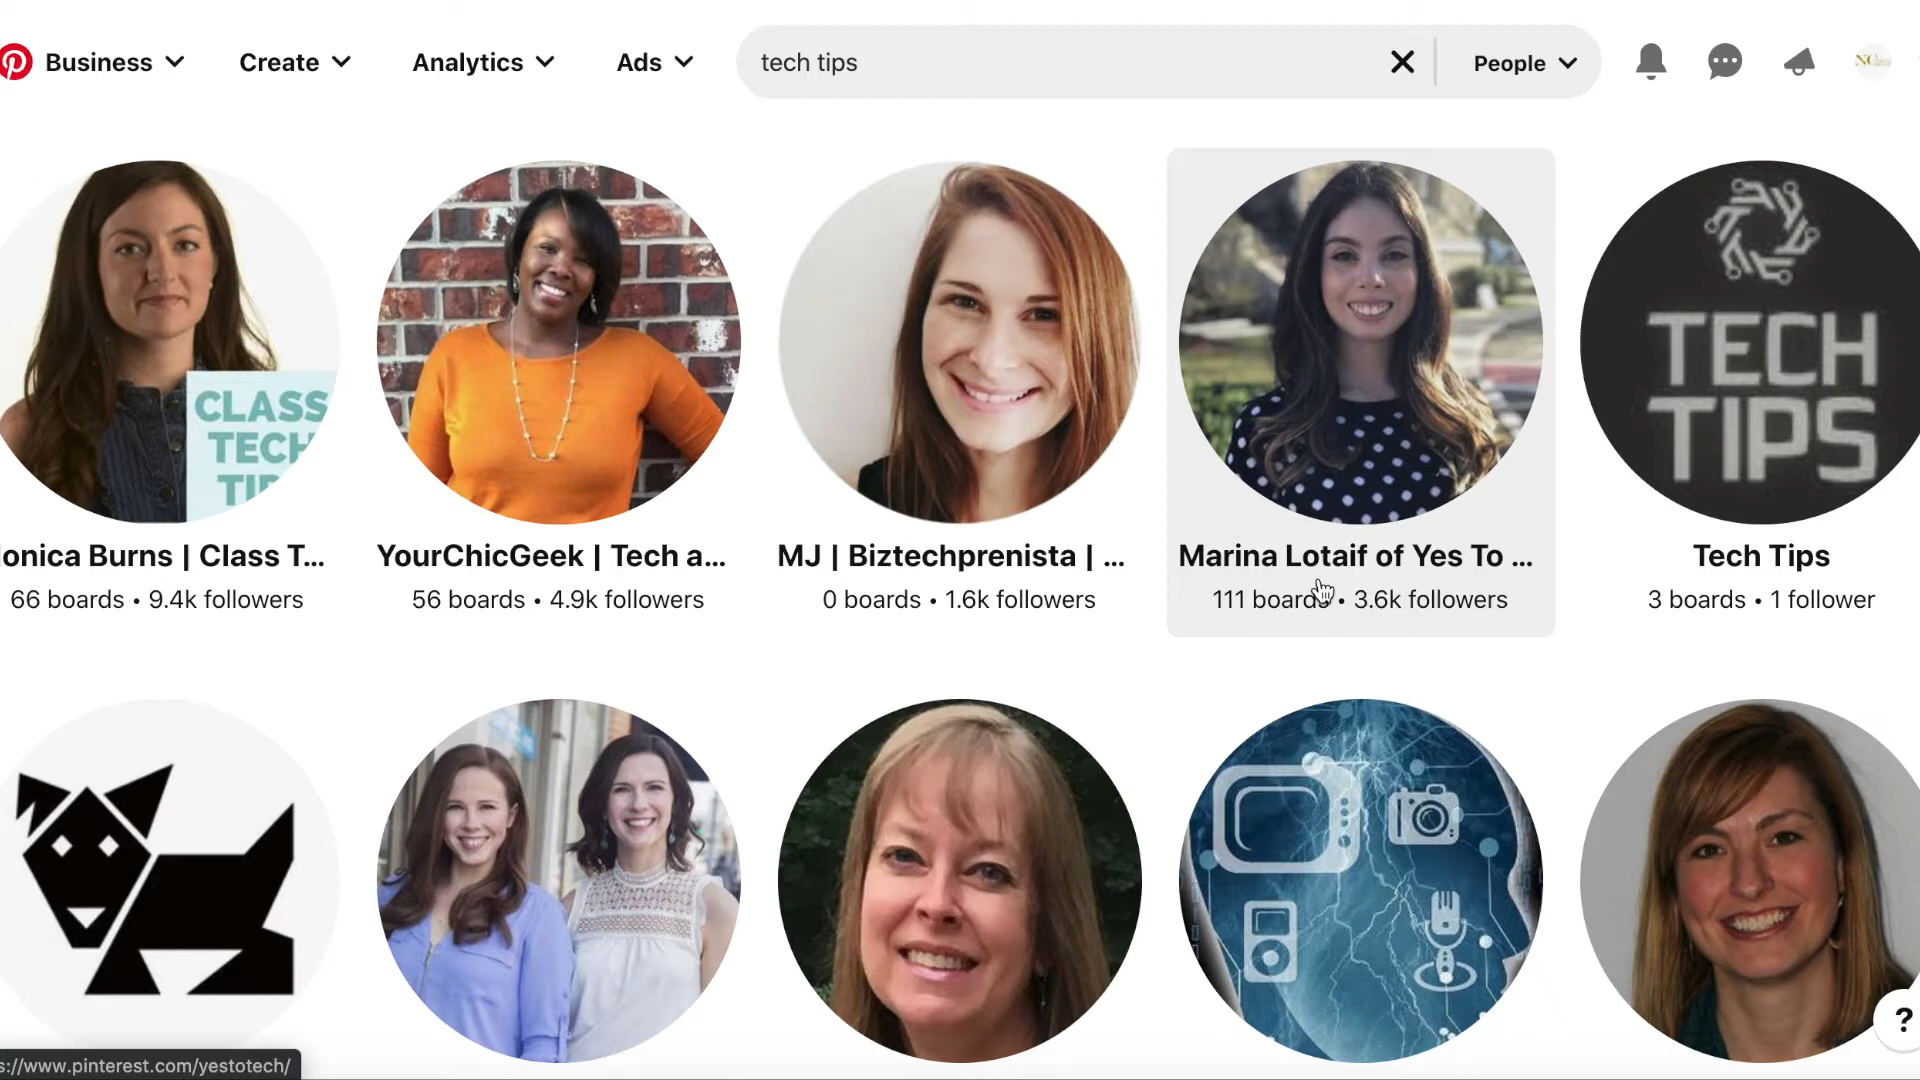 Business
Create
Analytics
Ads
tech tips
People
CLASS
TECH
TECH
TIPS
onica Burns | Class T...
YourChicGeek | Tech a...
MJ | Biztechprenista | ...
Marina Lotaif of Yes To ...
Tech Tips
66 boards • 9.4k followers
56 boards • 4.9k followers
0 boards • 1.6k followers
111 boards • 3.6k followers
3 boards • 1 follower
?
s://www.pinterest.com/yestotech/